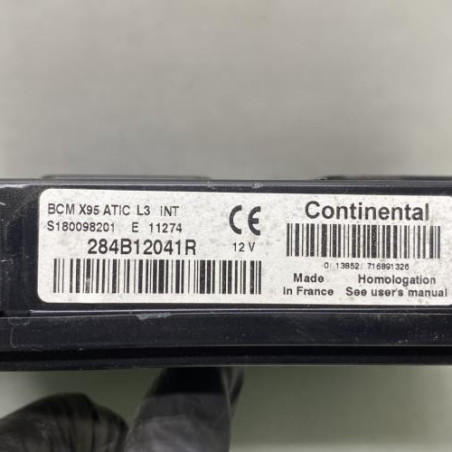 BCM X95 ATIC L3 INT
S180098201 E 11274
284B12041R
CE
12 V
Continental
0 13852 716891326
Made in France
Homologation See user's manual